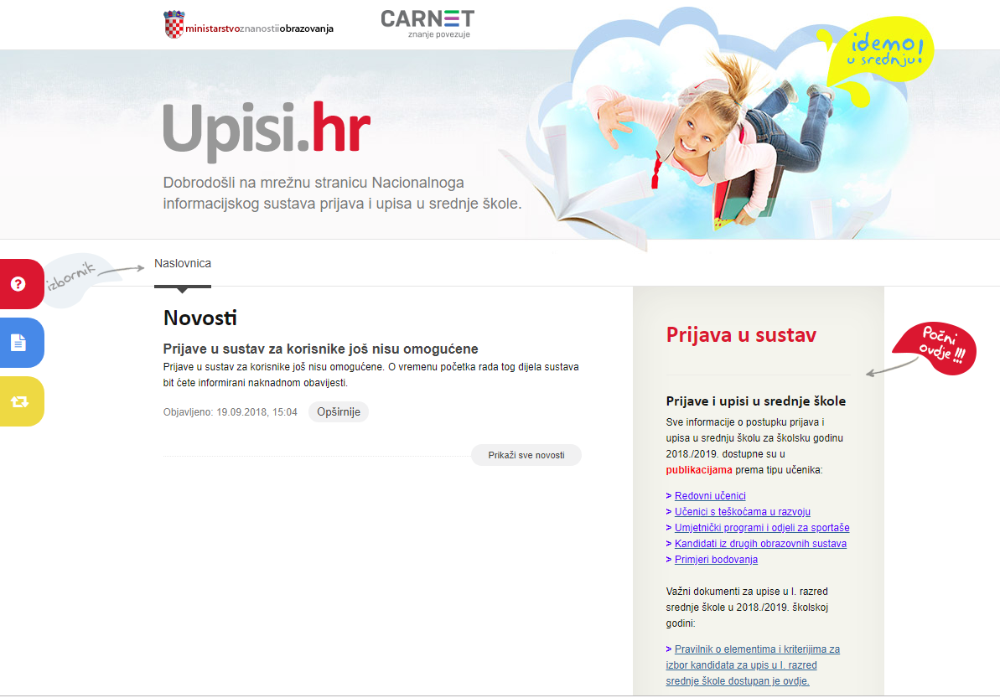 ministarstvoznanostiiobrazovanja
CARNET
znanje povezuje
idemo!
u srednju!
Upisi.hr
Dobrodošli na mrežnu stranicu Nacionalnoga
informacijskog sustava prijava i upisa u srednje škole.
izbornik
Naslovnica
Novosti
Prijave u sustav za korisnike još nisu omogućene
Prijave u sustav za korisnike još nisu omogućene. O vremenu početka rada tog dijela sustava
bit ćete informirani naknadnom obavijesti.
Objavljeno: 19.09.2018, 15:04 Opširnije
Prikaži sve novosti
Prijava u sustav
Počni
ovdje!!!
Prijave i upisi u srednje škole
Sve informacije o postupku prijava i
upisa u srednju školu za školsku godinu
2018./2019. dostupne su u
publikacijama prema tipu učenika:
> Redovni učenici
> Učenici s teškoćama u razvoju
> Umjetnički programi i odjeli za sportaše
> Kandidati iz drugih obrazovnih sustava
> Primjeri bodovanja
Važni dokumenti za upise u I. razred
srednje škole u 2018./2019. školskoj
godini:
> Pravilnik o elementima i kriterijima za
izbor kandidata za upis u I. razred
srednje škole dostupan je ovdje.